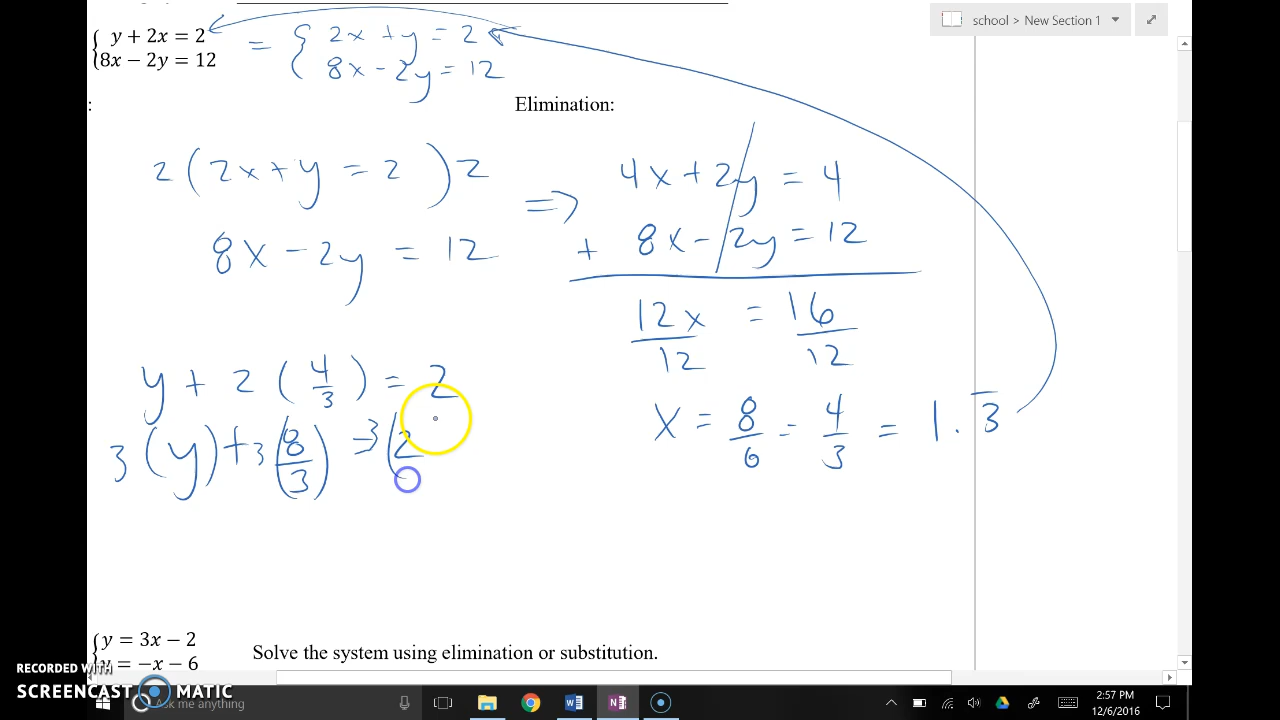 school > New Section 1
y + 2x = 2 = 2x + y = 2
8x − 2y = 12 8x - 2y = 12
: Elimination:
2(2x + y = 2)2 ⇒ 4x + 2y = 4
8x - 2y = 12 + 8x - 2y = 12
12x = 16
12 12
y + 2(4/3) = 2
x = 8/6 = 4/3 = 1.3̅
3(y) + 3(8/3) = 3(2
y = 3x − 2
y = −x − 6 Solve the system using elimination or substitution.
RECORDED WITH
SCREENCAST MATIC
Ask me anything
2:57 PM
12/6/2016